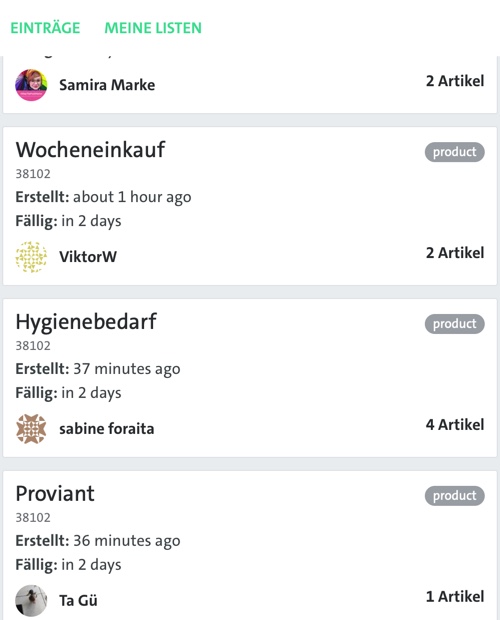 EINTRÄGE MEINE LISTEN
Samira Marke 2 Artikel
Wocheneinkauf product
38102
Erstellt: about 1 hour ago
Fällig: in 2 days
ViktorW 2 Artikel
Hygienebedarf product
38102
Erstellt: 37 minutes ago
Fällig: in 2 days
sabine foraita 4 Artikel
Proviant product
38102
Erstellt: 36 minutes ago
Fällig: in 2 days
Ta Gü 1 Artikel